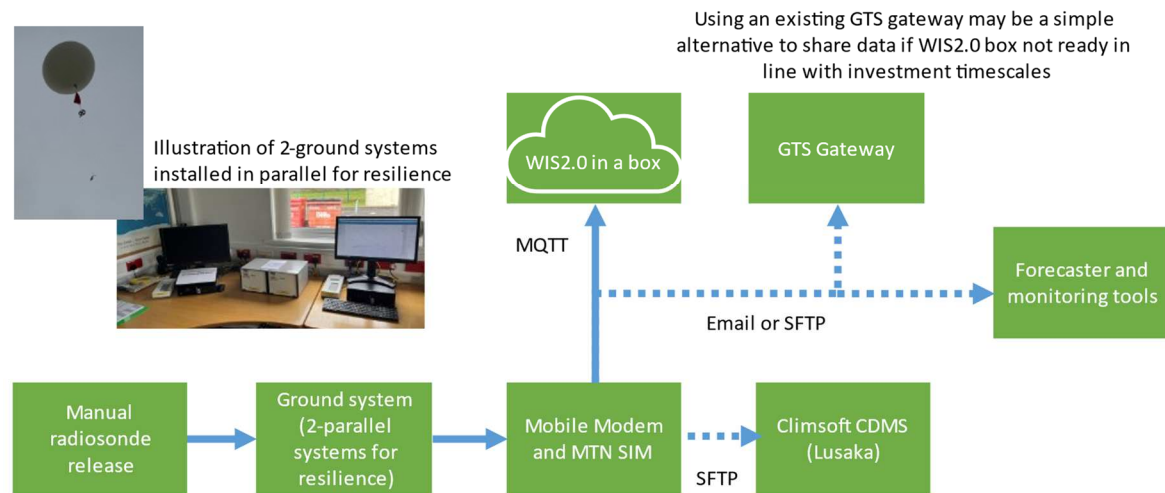 Using an existing GTS gateway may be a simple
alternative to share data if WIS2.0 box not ready in
line with investment timescales
Illustration of 2-ground systems
installed in parallel for resilience
WIS2.0 in a box
GTS Gateway
MQTT
Forecaster and
monitoring tools
Email or SFTP
Manual
radiosonde
release
Ground system
(2-parallel
systems for
resilience)
Mobile Modem
and MTN SIM
SFTP
Climsoft CDMS
(Lusaka)